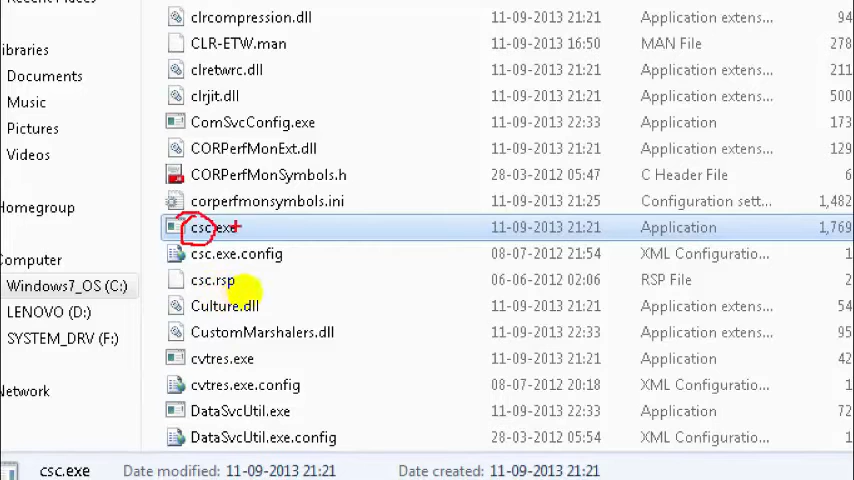 clrcompression.dll 11-09-2013 21:21 Application extens... 94
ibraries CLR-ETW.man 11-09-2013 16:50 MAN File
Documents clretwrc.dll 11-09-2013 21:21 Application extens... 211
Music clrjit.dll 11-09-2013 21:21 Application extens... 500
Pictures ComSvcConfig.exe 11-09-2013 22:33 Application 173
Videos CORPerfMonExt.dll 11-09-2013 21:21 Application extens... 129
CORPerfMonSymbols.h 28-03-2012 05:47 C Header File 6
Homegroup corperfmonsymbols.ini 11-09-2013 21:25 Configuration sett... 1,482
csc.exe 11-09-2013 21:21 Application 1,769
Computer csc.exe.config 08-07-2012 21:54 XML Configuratio...
Windows7_OS (C:) csc.rsp 06-06-2012 02:06 RSP File
LENOVO (D:) Culture.dll 11-09-2013 21:21 Application extens... 54
SYSTEM_DRV (F:) CustomMarshalers.dll 11-09-2013 22:33 Application extens... 95
cvtres.exe 11-09-2013 21:21 Application 42
Network cvtres.exe.config 08-07-2012 20:18 XML Configuratio...
DataSvcUtil.exe 11-09-2013 22:33 Application 72
DataSvcUtil.exe.config 28-03-2012 05:54 XML Configuratio...
csc.exe Date modified: 11-09-2013 21:21 Date created: 11-09-2013 21:21